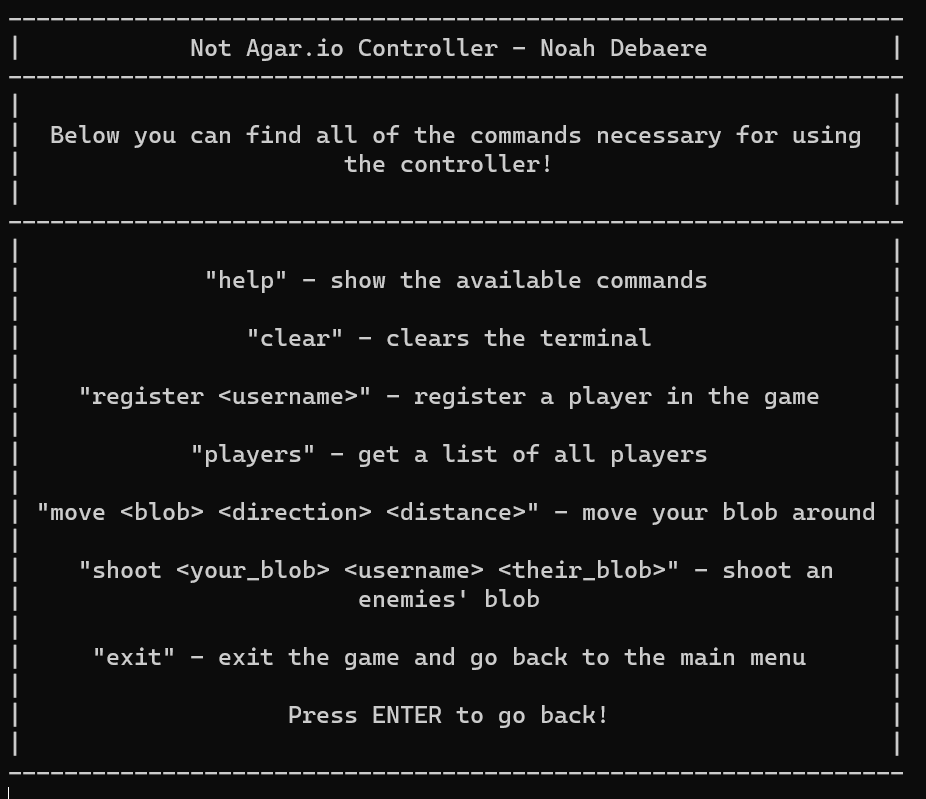 Not Agar.io Controller - Noah Debaere
Below you can find all of the commands necessary for using
the controller!
"help" - show the available commands
"clear" - clears the terminal
"register <username>" - register a player in the game
"players" - get a list of all players
"move <blob> <direction> <distance>" - move your blob around
"shoot <your_blob> <username> <their_blob>" - shoot an
enemies' blob
"exit" - exit the game and go back to the main menu
Press ENTER to go back!